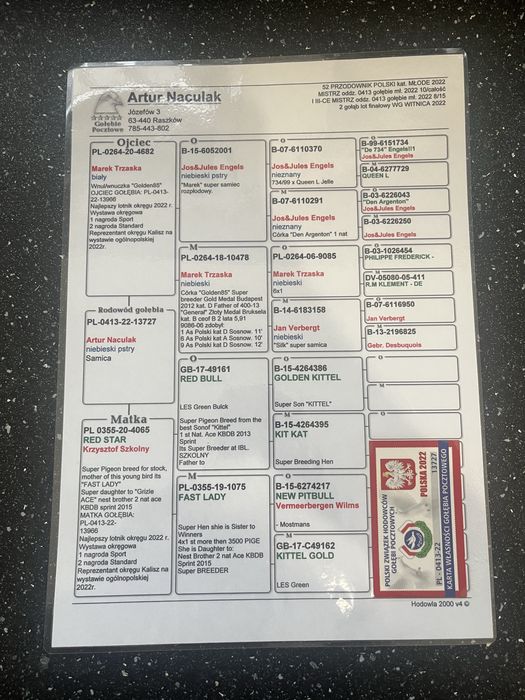 Artur Naculak
Józefów 3
63-440 Raszków
785-443-802
Gołębie
Pocztowe
52 PRZODOWNIK POLSKI kat. MŁODE 2022
MISTRZ oddz. 0413 gołębie mł. 2022 10/całość
I III-CE MISTRZ oddz. 0413 gołębie mł. 2022 8/15
2 gołąb lot finałowy WG WITNICA 2022
Ojciec
PL-0264-20-4682
Marek Trzaska
biały
Wnuk/wnuczka "Golden85"
OJCIEC GOŁĘBIA: PL-0413-
22-13966
Najlepszy lotnik okręgu 2022 r.
Wystawa okręgowa
1 nagroda Sport
2 nagroda Standard
Reprezentant okręgu Kalisz na
wystawie ogólnopolskiej
2022r.
Rodowód gołębia
PL-0413-22-13727
Artur Naculak
niebieski pstry
Samica
Matka
PL 0355-20-4065
RED STAR
Krzysztof Szkolny
Super Pigeon breed for stock,
mother of this young bird its
"FAST LADY"
Super daughter to "Grizle
ACE" nest brother 2 nat ace
KBDB sprint 2015
MATKA GOŁĘBIA:
PL-0413-22-
13966
Najlepszy lotnik okręgu 2022 r.
Wystawa okręgowa
1 nagroda Sport
2 nagroda Standard
Reprezentant okręgu Kalisz na
wystawie ogólnopolskiej
2022r.
O
B-15-6052001
Jos&Jules Engels
niebieski pstry
"Marek" super samiec
rozpłodowy.
M
PL-0264-18-10478
Marek Trzaska
niebieski
Córka "Golden85" Super
breeder Gold Medal Budapest
2012 kat. D Father of 400-13
"General" Złoty Medal Bruksela
kat. B oeof B 2 lata 5,91
9086-06 zdobył:
1 As Polski kat D Sosnow. 11'
6 As Polski kat A Sosnow. 10'
9 As Polski kat D Sosnow. 12'
O
GB-17-49161
RED BULL
LES Green Bulck
Super Pigeon Breed from the
best Sonof "Kittel"
1 st Nat. Ace KBDB 2013
Sprint
Its Super Breeder at IBL.
SZKOLNY
Father to
M
PL-0355-19-1075
FAST LADY
Super Hen she is Sister to
Winners
4x1 st more then 3500 PIGE
She is Daughter to:
Nest Brother 2 nat Ace KBDB
Sprint 2015
Super BREEDER
O
B-07-6110370
Jos&Jules Engels
nieznany
734/99 x Queen L Jelle
M
B-07-6110291
Jos&Jules Engels
nieznany
Córka "Den Argenton" 1 nat
O
PL-0264-06-9085
Marek Trzaska
niebieski
6x1
M
B-14-6183158
Jan Verbergt
niebieski
"Silk" super samica
O
B-15-4264386
GOLDEN KITTEL
Super Son "KITTEL"
M
B-15-4264395
KIT KAT
Super Breeding Hen
O
B-15-6274217
NEW PITBULL
Vermeerbergen Wilms
- Mostmans
M
GB-17-C49162
KITTEL GOLD
LES Green
O
B-99-6151734
"De 734" Engels!!1
Jos&Jules Engels
M
B-04-6277729
QUEEN L
O
B-03-6226043
"Den Argenton"
Jos&Jules Engels
M
B-03-6226250
Jos&Jules Engels
O
B-03-1026454
PHILIPPE FREDERICK -
M
DV-05080-05-411
R.M KLEMENT - DE
O
B-07-6116950
Jan Verbergt
M
B-13-2196825
Gebr. Desbuquois
O
M
O
POLSKI ZWIĄZEK HODOWCÓW
GOŁĘBI POCZTOWYCH
POLSKA 2022
PL-0413-22 13727
KARTA WŁASNOŚCI GOŁĘBIA POCZTOWEGO
Hodowla 2000 v4 ©